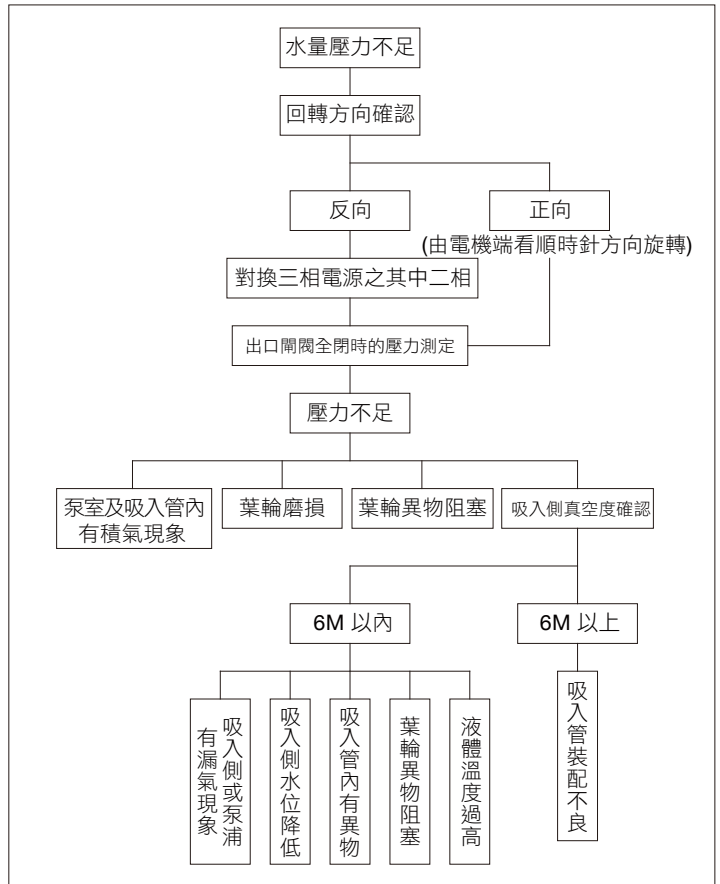 水量壓力不足
回轉方向確認
反向
正向
(由電機端看順時針方向旋轉)
對換三相電源之其中二相
出口閘閥全閉時的壓力測定
壓力不足
泵室及吸入管內
有積氣現象
葉輪磨損
葉輪異物阻塞
吸入側真空度確認
6M 以內
6M 以上
吸入側或泵浦
有漏氣現象
吸入側水位降低
吸入管內有異物
葉輪異物阻塞
液體溫度過高
吸入管裝配不良